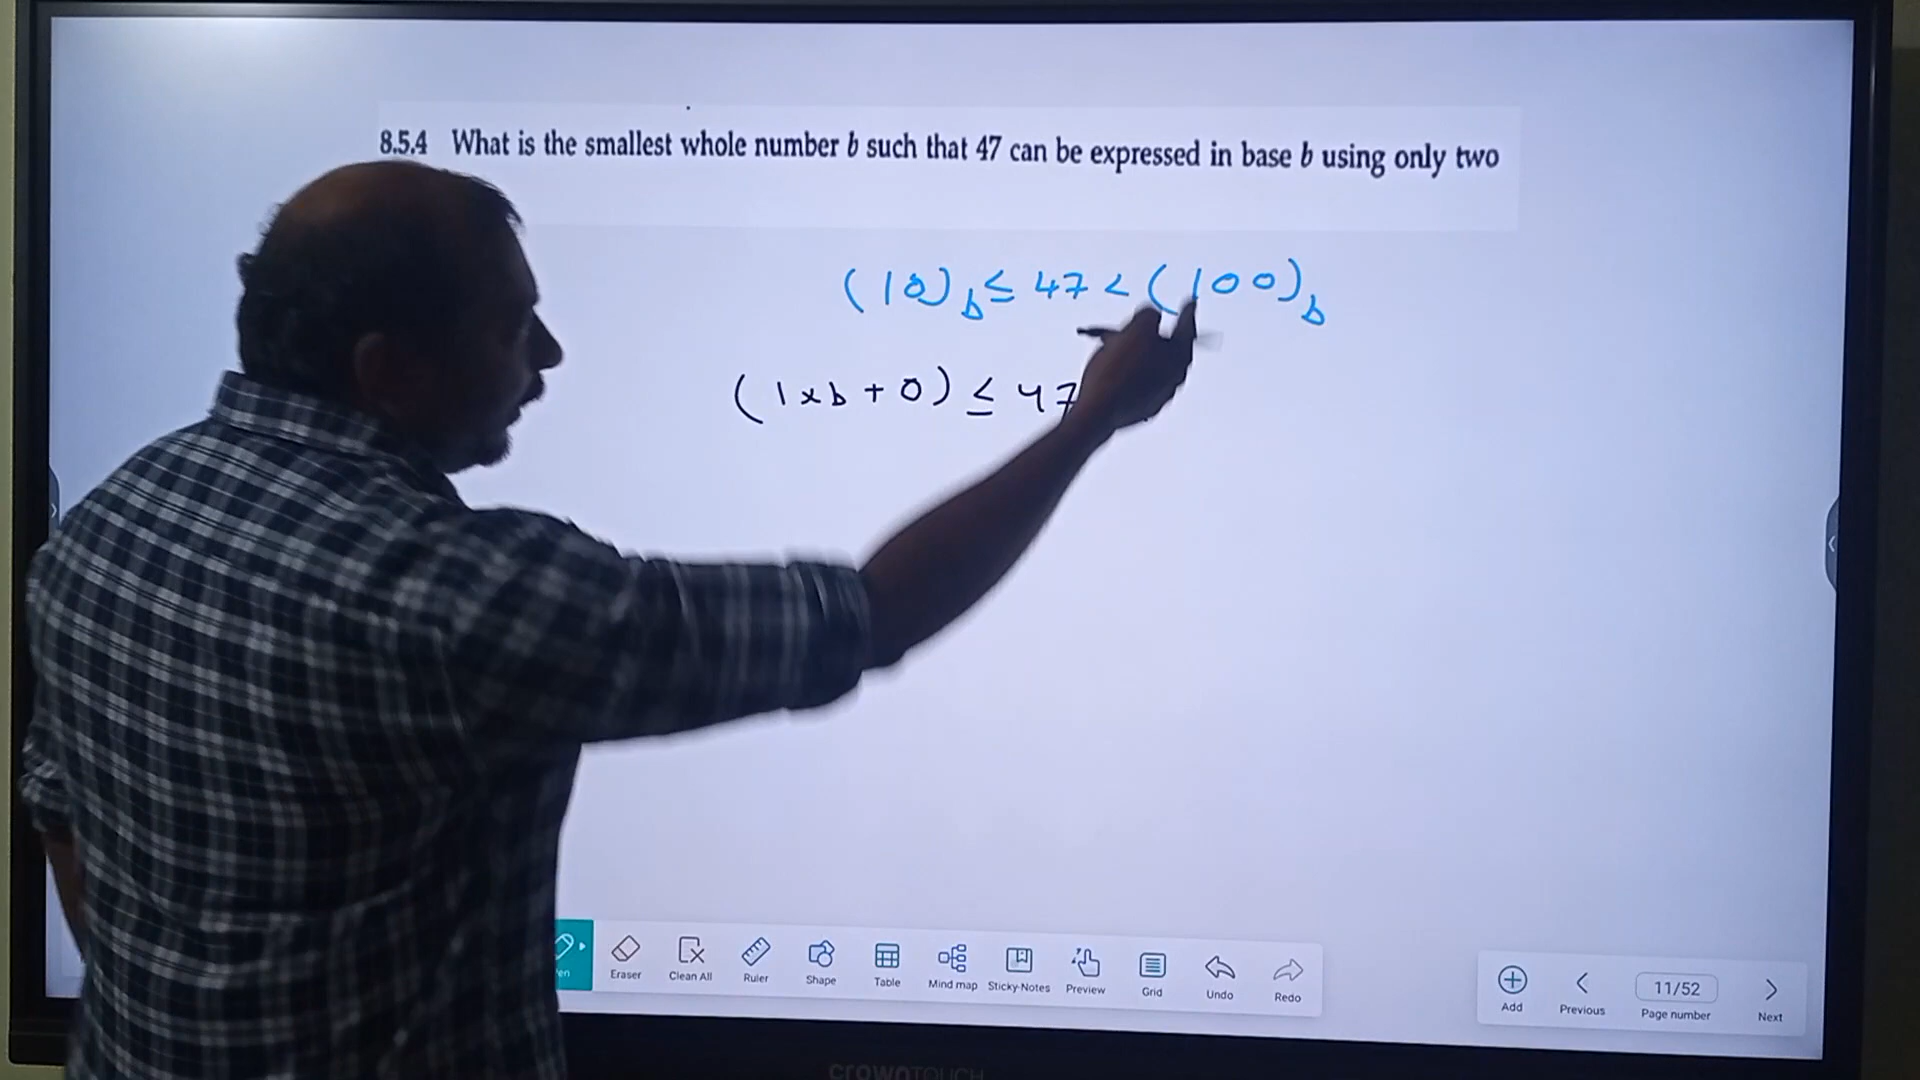 8.5.4 What is the smallest whole number b such that 47 can be expressed in base b using only two
(10)b ≤ 47 < (100)b
(1×b + 0) ≤ 47
en
Eraser
Clean All
Ruler
Shape
Table
Mind map
Sticky-Notes
Preview
Grid
Undo
Redo
Add
Previous
11/52
Page number
Next
CROWNTOUCH